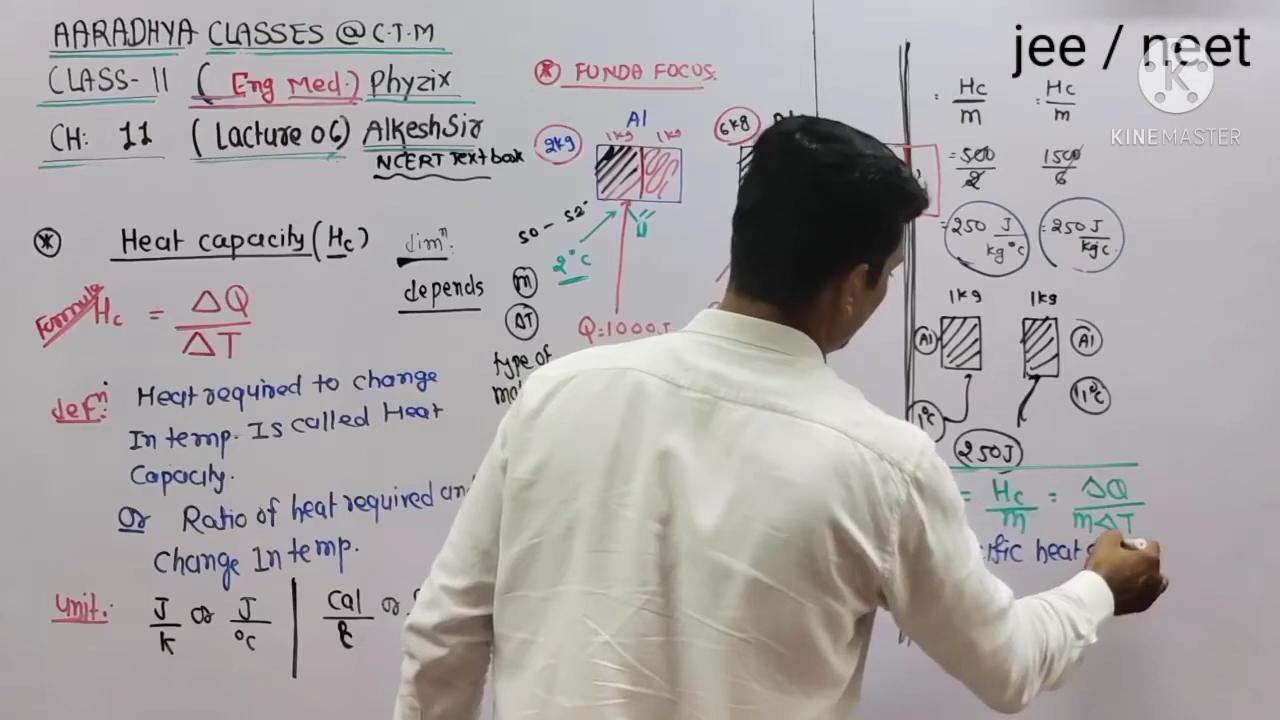 AARADHYA CLASSES @ C.T.M
CLASS-11 ( Eng Med.) Phyzix
CH: 11 ( Lacture 06) Alkesh Sir
NCERT Text book
Heat capacity (Hc)
Formula Hc = ΔQ/ΔT
defⁿ: Heat required to change
In temp. Is called Heat
Capacity.
Or Ratio of heat required
Change In temp.
Unit: J/K or J/°C | Cal/K or
dimⁿ:
depends
m
ΔT
type of
FUNDA FOCUS:
Al
2kg 1kg 1kg
50 - 52
2°C
Q = 1000J
6kg
jee / neet
KINEMASTER
= Hc/m = Hc/m
= 500/2 1500/6
= 250 J/kg°C = 250 J/kg°C
1kg 1kg
Al Al
1°C 1°C
250J
= Hc/m = ΔQ/mΔT
heat